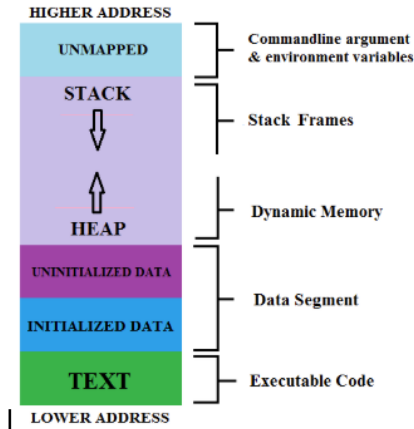 HIGHER ADDRESS
UNMAPPED
Commandline argument
& environment variables
STACK
Stack Frames
HEAP
Dynamic Memory
UNINITIALIZED DATA
INITIALIZED DATA
Data Segment
TEXT
Executable Code
LOWER ADDRESS